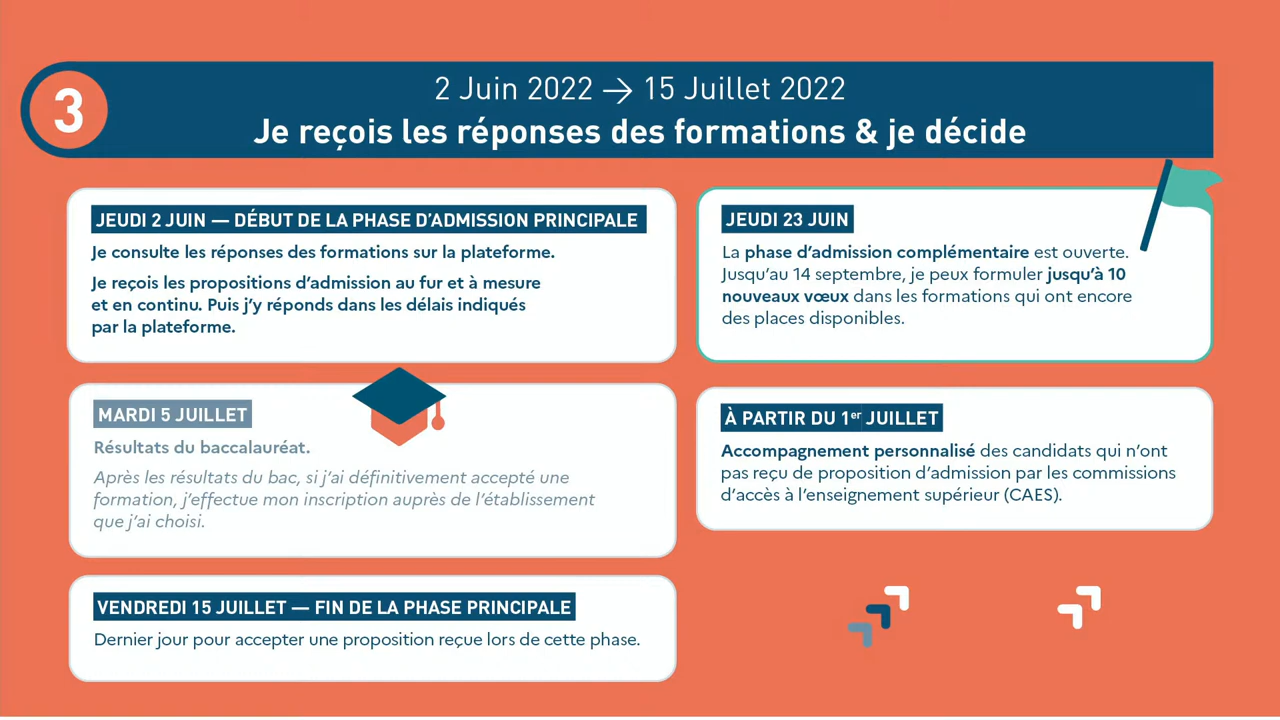 3
2 Juin 2022 → 15 Juillet 2022
Je reçois les réponses des formations & je décide
JEUDI 2 JUIN — DÉBUT DE LA PHASE D’ADMISSION PRINCIPALE
Je consulte les réponses des formations sur la plateforme.
Je reçois les propositions d’admission au fur et à mesure
et en continu. Puis j’y réponds dans les délais indiqués
par la plateforme.
MARDI 5 JUILLET
Résultats du baccalauréat.
Après les résultats du bac, si j’ai définitivement accepté une
formation, j’effectue mon inscription auprès de l’établissement
que j’ai choisi.
VENDREDI 15 JUILLET — FIN DE LA PHASE PRINCIPALE
Dernier jour pour accepter une proposition reçue lors de cette phase.
JEUDI 23 JUIN
La phase d’admission complémentaire est ouverte.
Jusqu’au 14 septembre, je peux formuler jusqu’à 10
nouveaux vœux dans les formations qui ont encore
des places disponibles.
À PARTIR DU 1er JUILLET
Accompagnement personnalisé des candidats qui n’ont
pas reçu de proposition d’admission par les commissions
d’accès à l’enseignement supérieur (CAES).